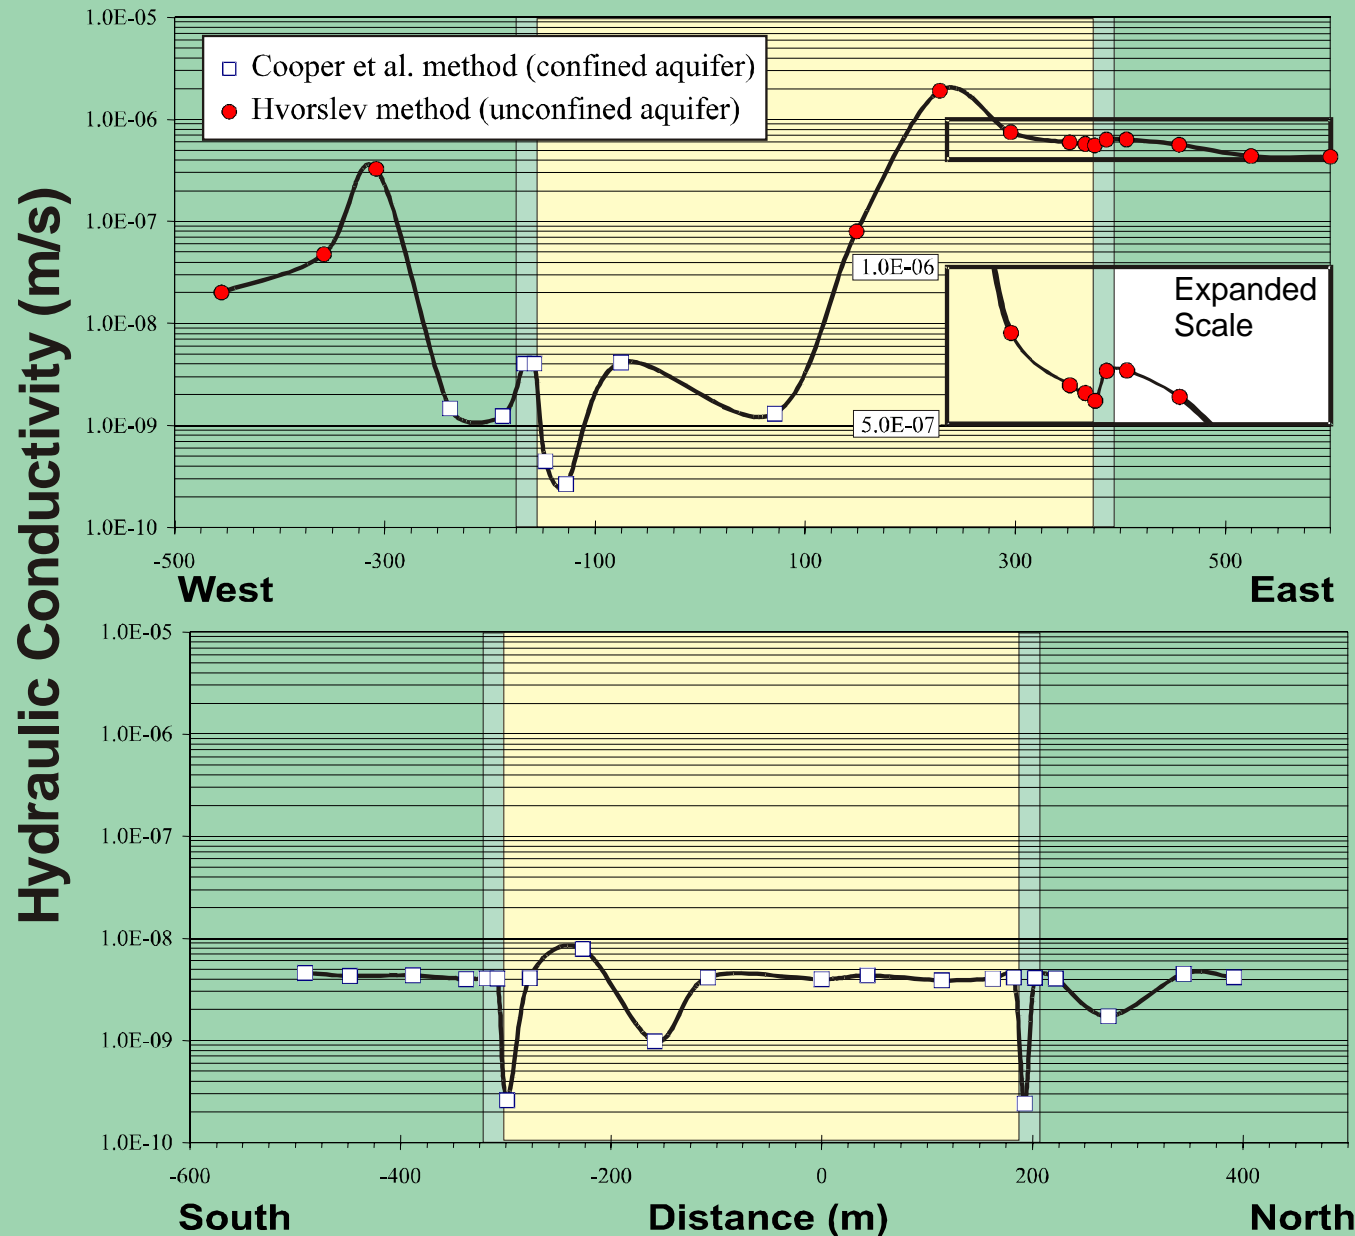 Hydraulic Conductivity (m/s)
1.0E-05
1.0E-06
1.0E-07
1.0E-08
1.0E-09
1.0E-10
Cooper et al. method (confined aquifer)
Hvorslev method (unconfined aquifer)
1.0E-06
5.0E-07
Expanded
Scale
-500 -300 -100 100 300 500
West East
1.0E-05
1.0E-06
1.0E-07
1.0E-08
1.0E-09
1.0E-10
-600 -400 -200 0 200 400
South Distance (m) North